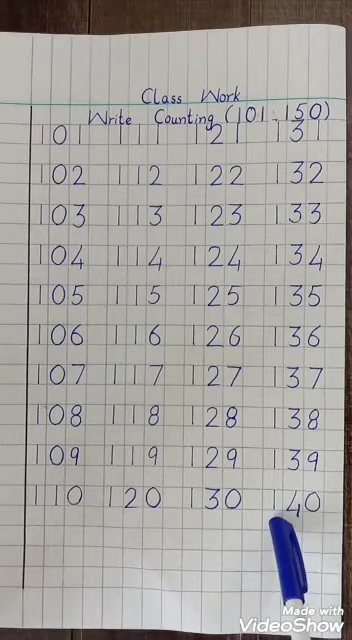 Class Work
Write Counting (101-150)
101 111 121 131
102 112 122 132
103 113 123 133
104 114 124 134
105 115 125 135
106 116 126 136
107 117 127 137
108 118 128 138
109 119 129 139
110 120 130 140
Made with
VideoShow